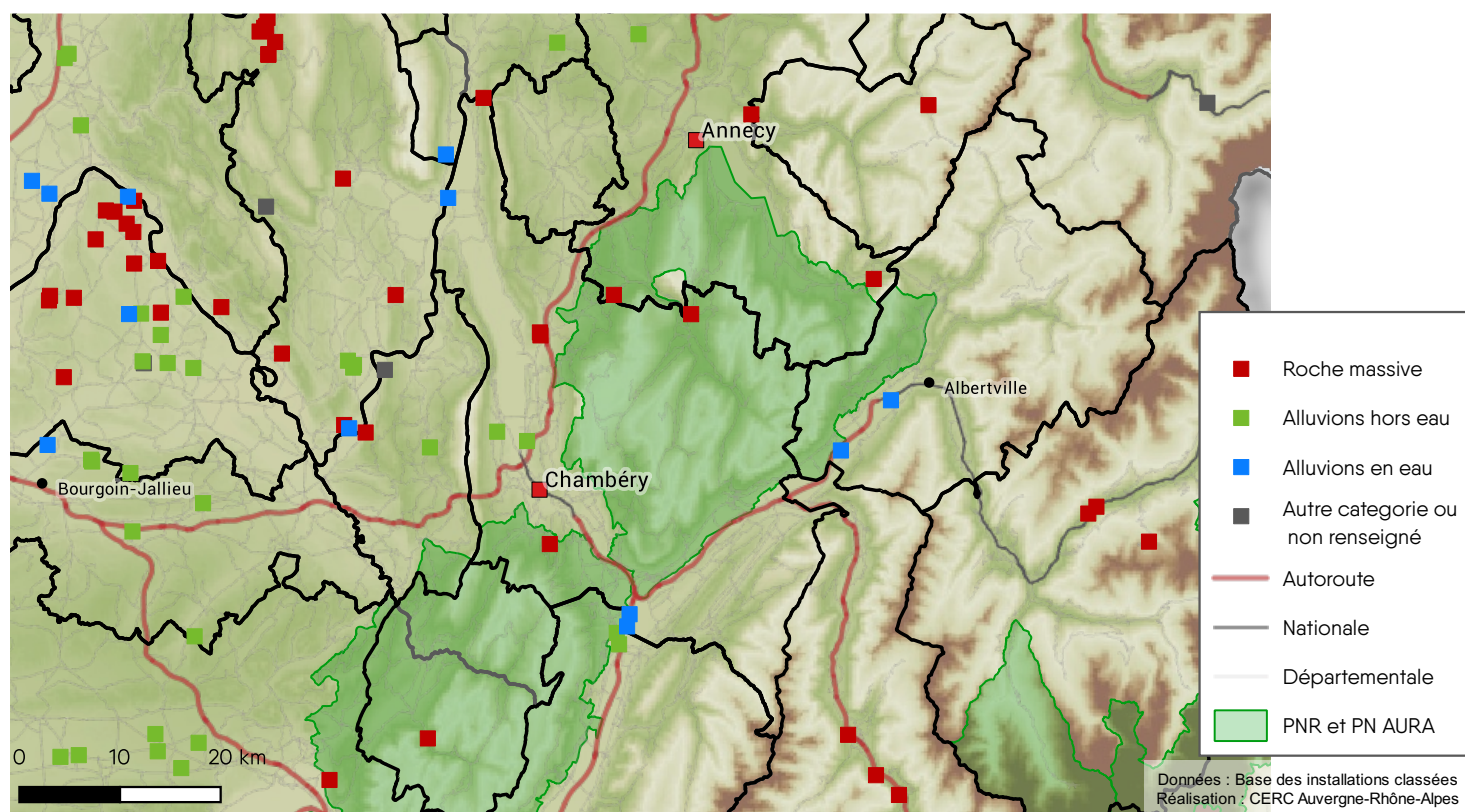 Annecy
Albertville
Chambéry
Bourgoin-Jallieu
0 10 20 km
Roche massive
Alluvions hors eau
Alluvions en eau
Autre categorie ou
non renseigné
Autoroute
Nationale
Départementale
PNR et PN AURA
Données : Base des installations classées
Réalisation : CERC Auvergne-Rhône-Alpes